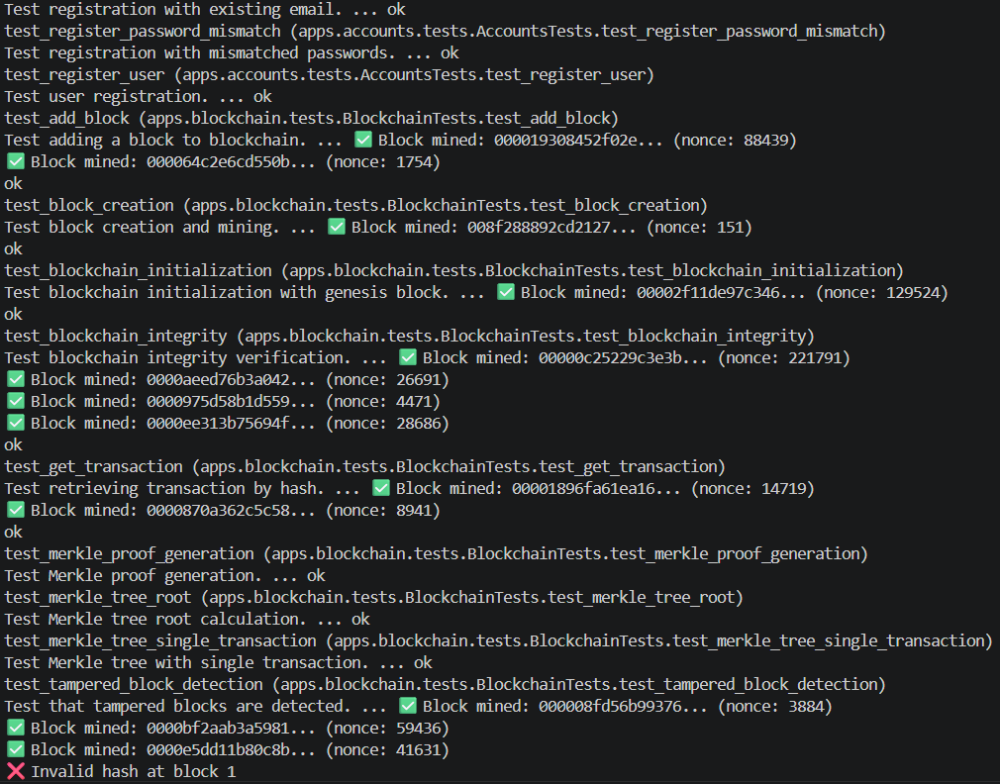 Test registration with existing email. ... ok
test_register_password_mismatch (apps.accounts.tests.AccountsTests.test_register_password_mismatch)
Test registration with mismatched passwords. ... ok
test_register_user (apps.accounts.tests.AccountsTests.test_register_user)
Test user registration. ... ok
test_add_block (apps.blockchain.tests.BlockchainTests.test_add_block)
Test adding a block to blockchain. ... ✅ Block mined: 000019308452f02e... (nonce: 88439)
✅ Block mined: 000064c2e6cd550b... (nonce: 1754)
ok
test_block_creation (apps.blockchain.tests.BlockchainTests.test_block_creation)
Test block creation and mining. ... ✅ Block mined: 008f288892cd2127... (nonce: 151)
ok
test_blockchain_initialization (apps.blockchain.tests.BlockchainTests.test_blockchain_initialization)
Test blockchain initialization with genesis block. ... ✅ Block mined: 00002f11de97c346... (nonce: 129524)
ok
test_blockchain_integrity (apps.blockchain.tests.BlockchainTests.test_blockchain_integrity)
Test blockchain integrity verification. ... ✅ Block mined: 00000c25229c3e3b... (nonce: 221791)
✅ Block mined: 0000aeed76b3a042... (nonce: 26691)
✅ Block mined: 0000975d58b1d559... (nonce: 4471)
✅ Block mined: 0000ee313b75694f... (nonce: 28686)
ok
test_get_transaction (apps.blockchain.tests.BlockchainTests.test_get_transaction)
Test retrieving transaction by hash. ... ✅ Block mined: 00001896fa61ea16... (nonce: 14719)
✅ Block mined: 0000870a362c5c58... (nonce: 8941)
ok
test_merkle_proof_generation (apps.blockchain.tests.BlockchainTests.test_merkle_proof_generation)
Test Merkle proof generation. ... ok
test_merkle_tree_root (apps.blockchain.tests.BlockchainTests.test_merkle_tree_root)
Test Merkle tree root calculation. ... ok
test_merkle_tree_single_transaction (apps.blockchain.tests.BlockchainTests.test_merkle_tree_single_transaction)
Test Merkle tree with single transaction. ... ok
test_tampered_block_detection (apps.blockchain.tests.BlockchainTests.test_tampered_block_detection)
Test that tampered blocks are detected. ... ✅ Block mined: 000008fd56b99376... (nonce: 3884)
✅ Block mined: 0000bf2aab3a5981... (nonce: 59436)
✅ Block mined: 0000e5dd11b80c8b... (nonce: 41631)
❌ Invalid hash at block 1